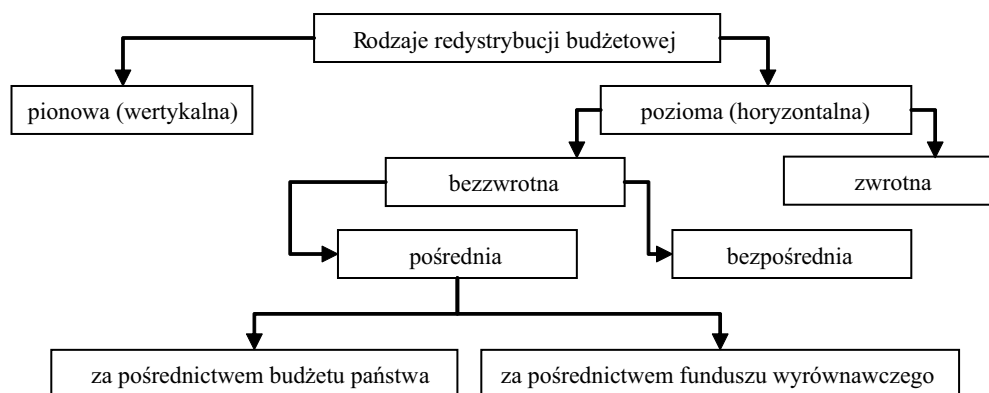 Rodzaje redystrybucji budżetowej
pionowa (wertykalna)
pozioma (horyzontalna)
bezzwrotna
zwrotna
pośrednia
bezpośrednia
za pośrednictwem budżetu państwa
za pośrednictwem funduszu wyrównawczego